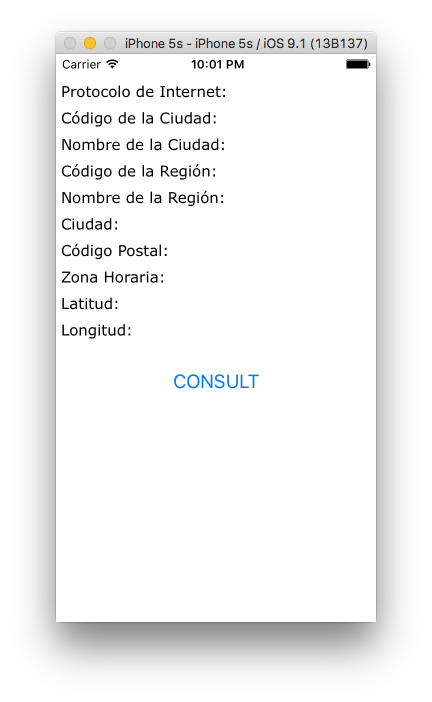 iPhone 5s - iPhone 5s / iOS 9.1 (13B137)
Carrier 10:01 PM
Protocolo de Internet:
Código de la Ciudad:
Nombre de la Ciudad:
Código de la Región:
Nombre de la Región:
Ciudad:
Código Postal:
Zona Horaria:
Latitud:
Longitud:
CONSULT